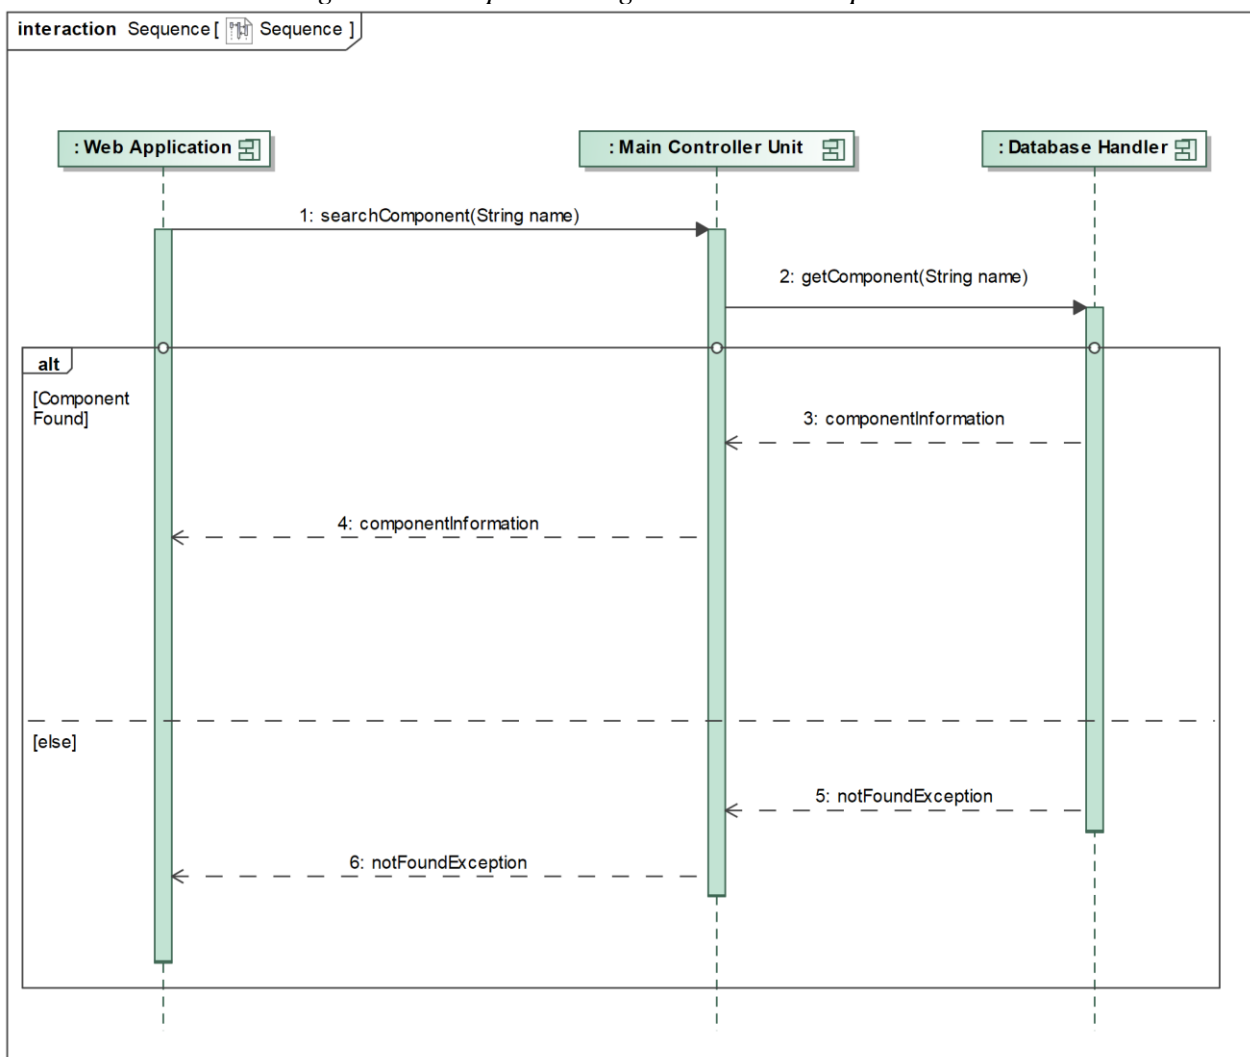 interaction Sequence [ Sequence ]
: Web Application
: Main Controller Unit
: Database Handler
1: searchComponent(String name)
2: getComponent(String name)
alt
[Component
Found]
3: componentInformation
4: componentInformation
[else]
5: notFoundException
6: notFoundException